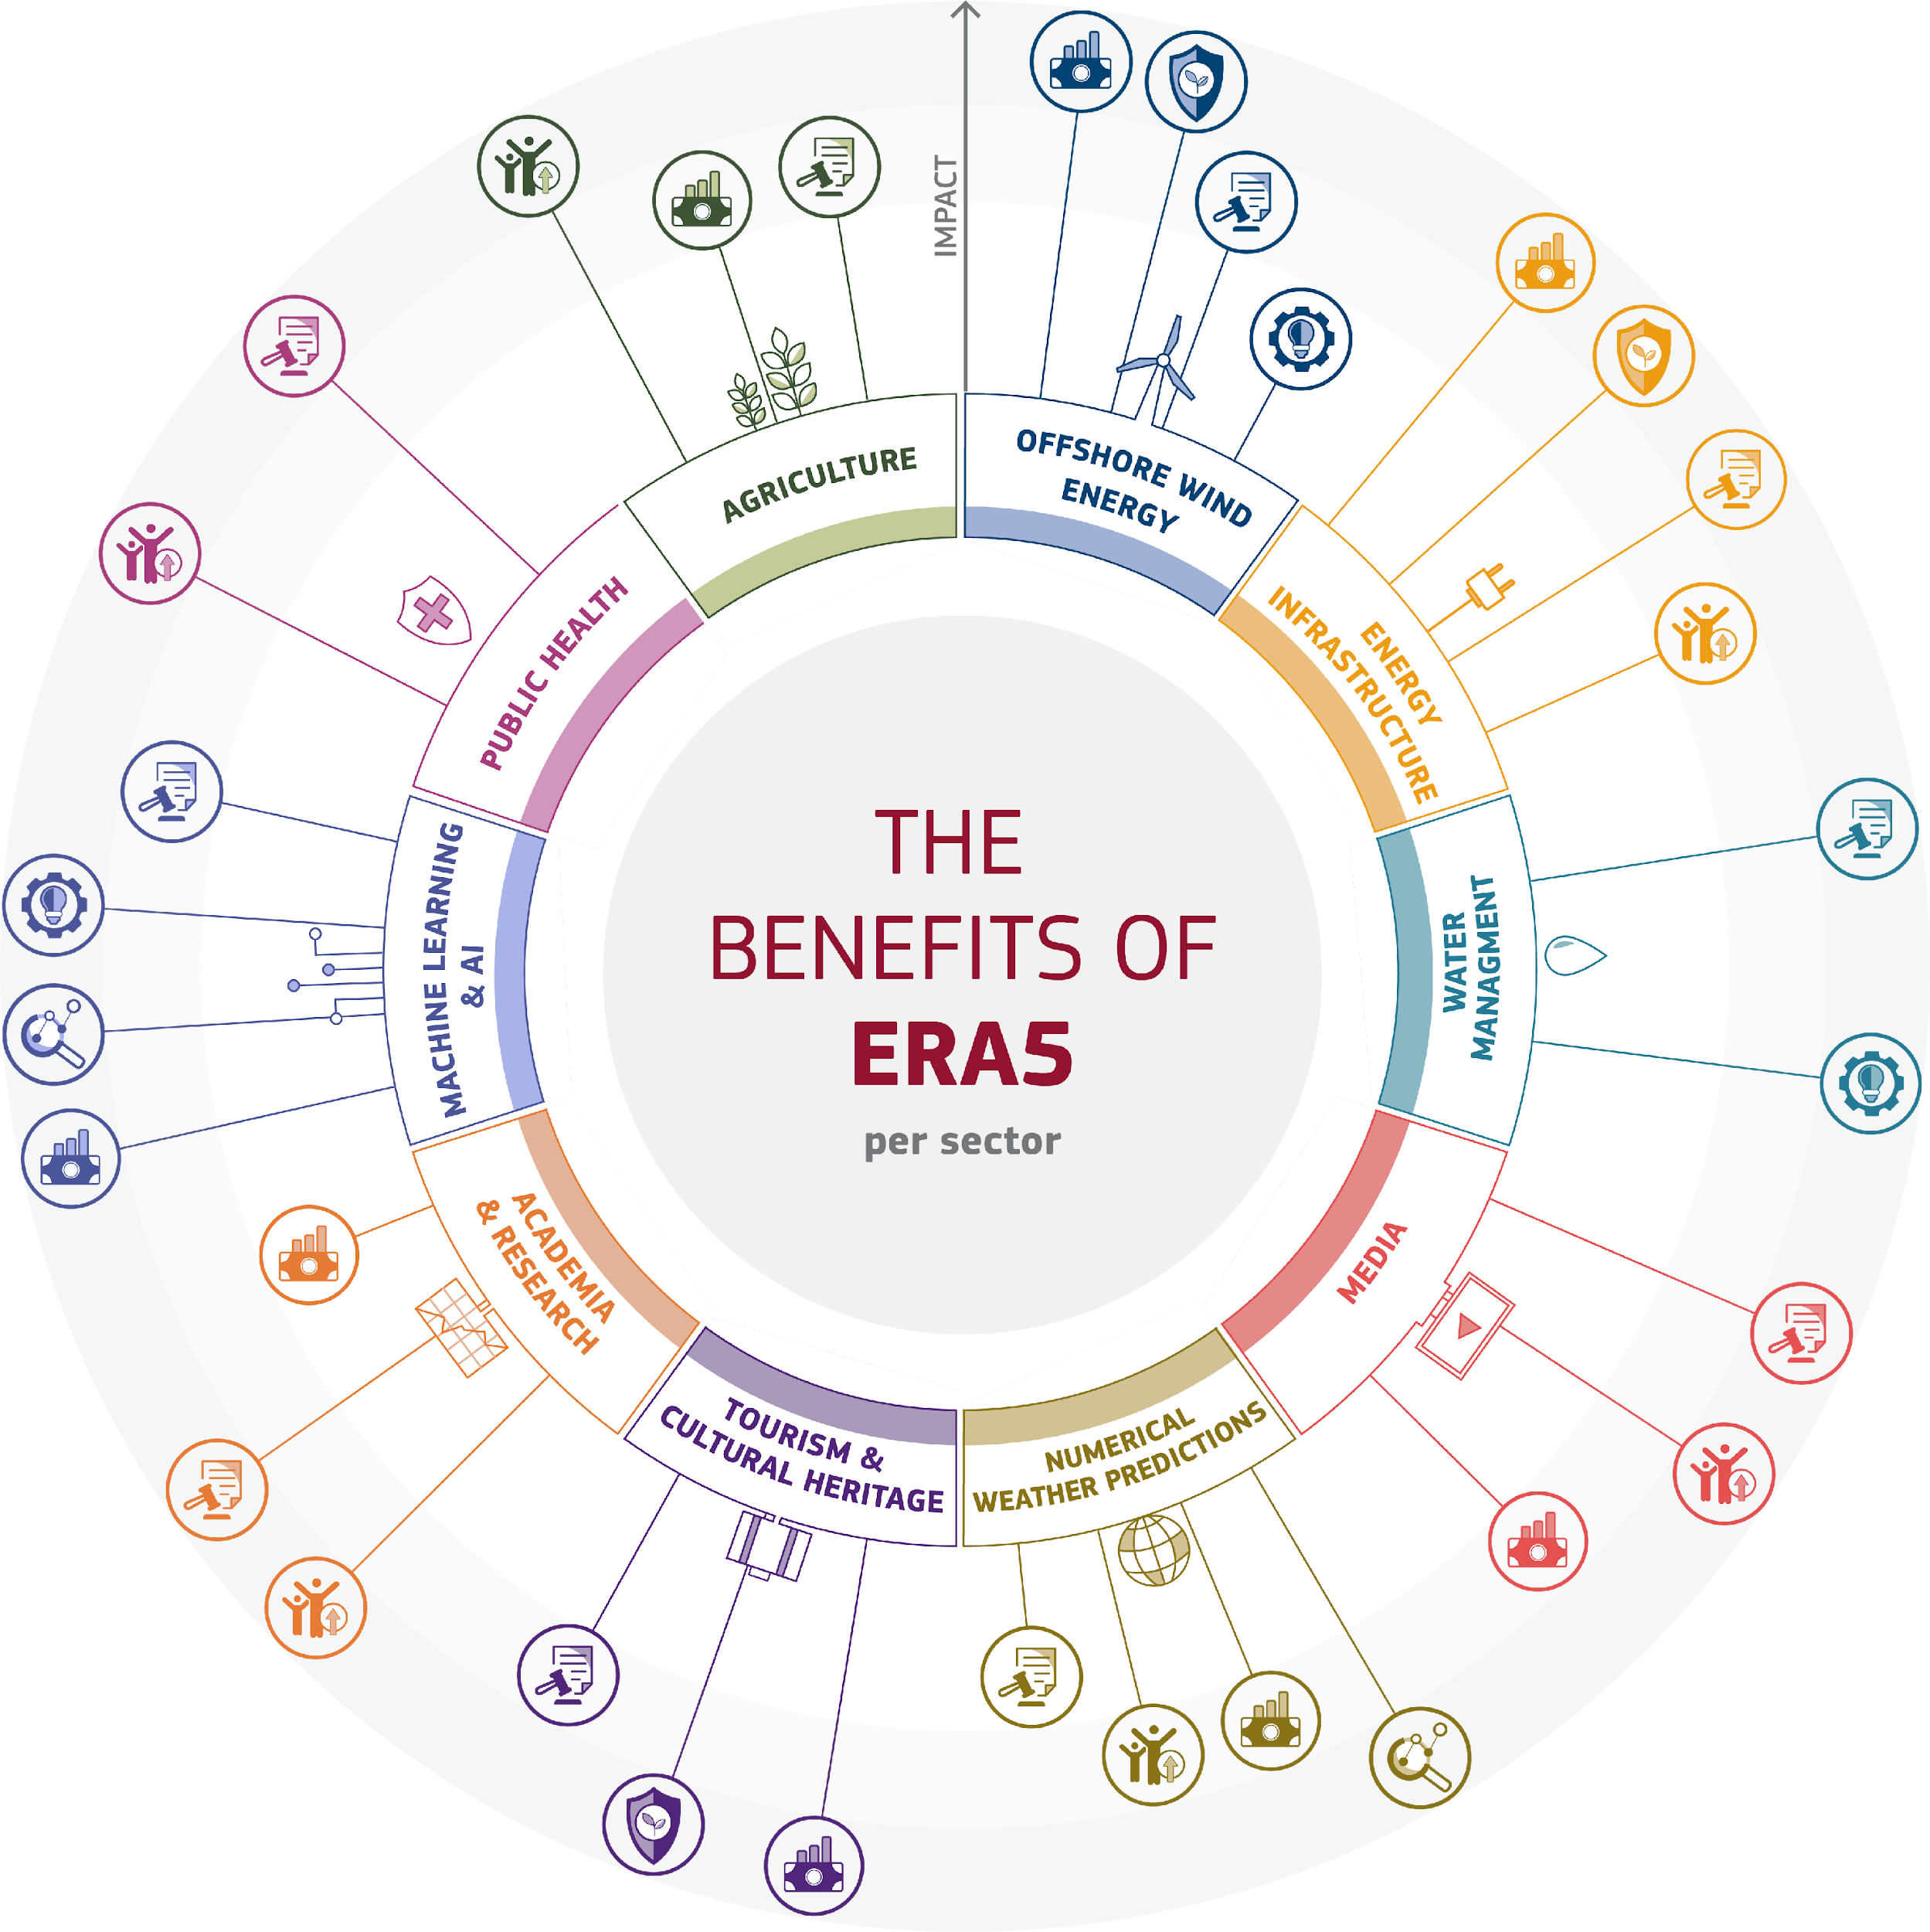 THE
BENEFITS OF
ERA5
per sector
IMPACT
OFFSHORE WIND
ENERGY
ENERGY
INFRASTRUCTURE
WATER
MANAGMENT
MEDIA
NUMERICAL
WEATHER PREDICTIONS
TOURISM &
CULTURAL HERITAGE
ACADEMIA
& RESEARCH
MACHINE LEARNING
& AI
PUBLIC HEALTH
AGRICULTURE